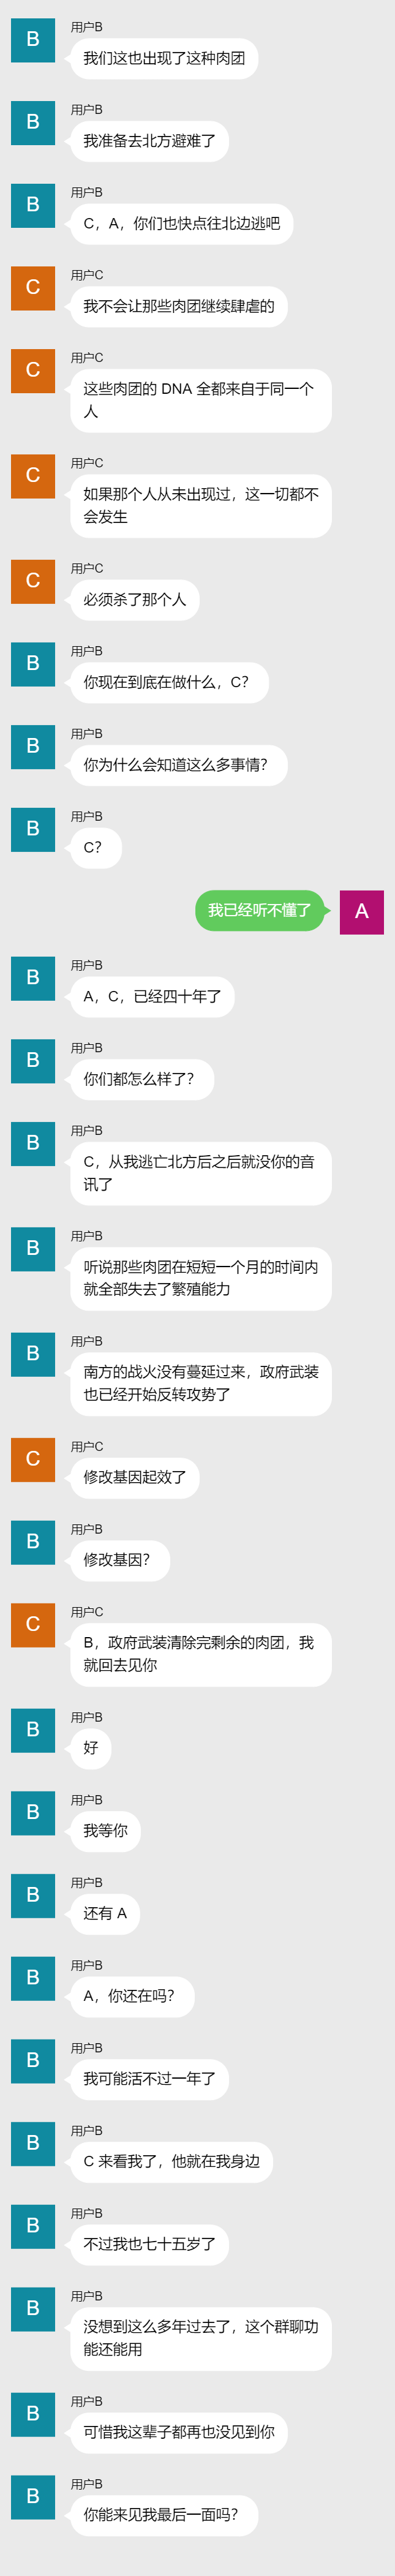 B
用户B
我们这也出现了这种肉团
B
用户B
我准备去北方避难了
B
用户B
C，A，你们也快点往北边逃吧
C
用户C
我不会让那些肉团继续肆虐的
C
用户C
这些肉团的 DNA 全都来自于同一个
人
C
用户C
如果那个人从未出现过，这一切都不
会发生
C
用户C
必须杀了那个人
B
用户B
你现在到底在做什么，C？
B
用户B
你为什么会知道这么多事情？
B
用户B
C？
我已经听不懂了
A
B
用户B
A，C，已经四十年了
B
用户B
你们都怎么样了？
B
用户B
C，从我逃亡北方后之后就没你的音
讯了
B
用户B
听说那些肉团在短短一个月的时间内
就全部失去了繁殖能力
B
用户B
南方的战火没有蔓延过来，政府武装
也已经开始反转攻势了
C
用户C
修改基因起效了
B
用户B
修改基因？
C
用户C
B，政府武装清除完剩余的肉团，我
就回去见你
B
用户B
好
B
用户B
我等你
B
用户B
还有 A
B
用户B
A，你还在吗？
B
用户B
我可能活不过一年了
B
用户B
C 来看我了，他就在我身边
B
用户B
不过我也七十五岁了
B
用户B
没想到这么多年过去了，这个群聊功
能还能用
B
用户B
可惜我这辈子都再也没见到你
B
用户B
你能来见我最后一面吗？